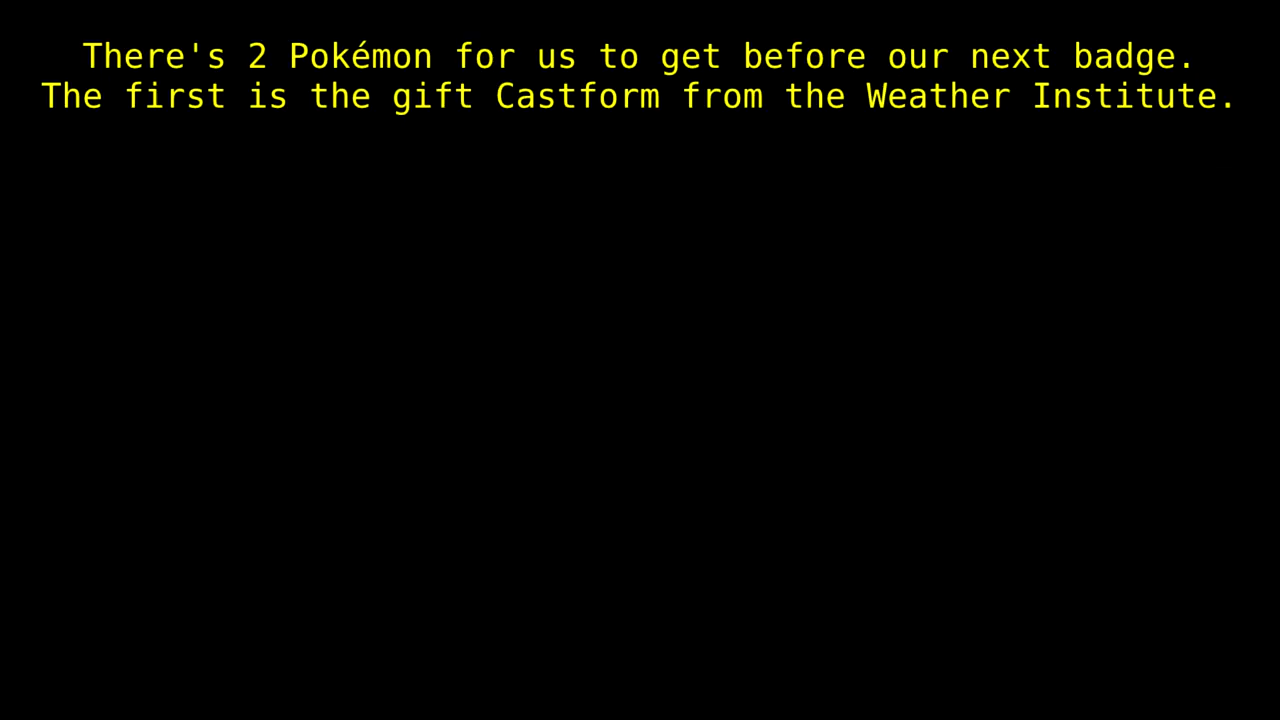 There's 2 Pokémon for us to get before our next badge.
The first is the gift Castform from the Weather Institute.